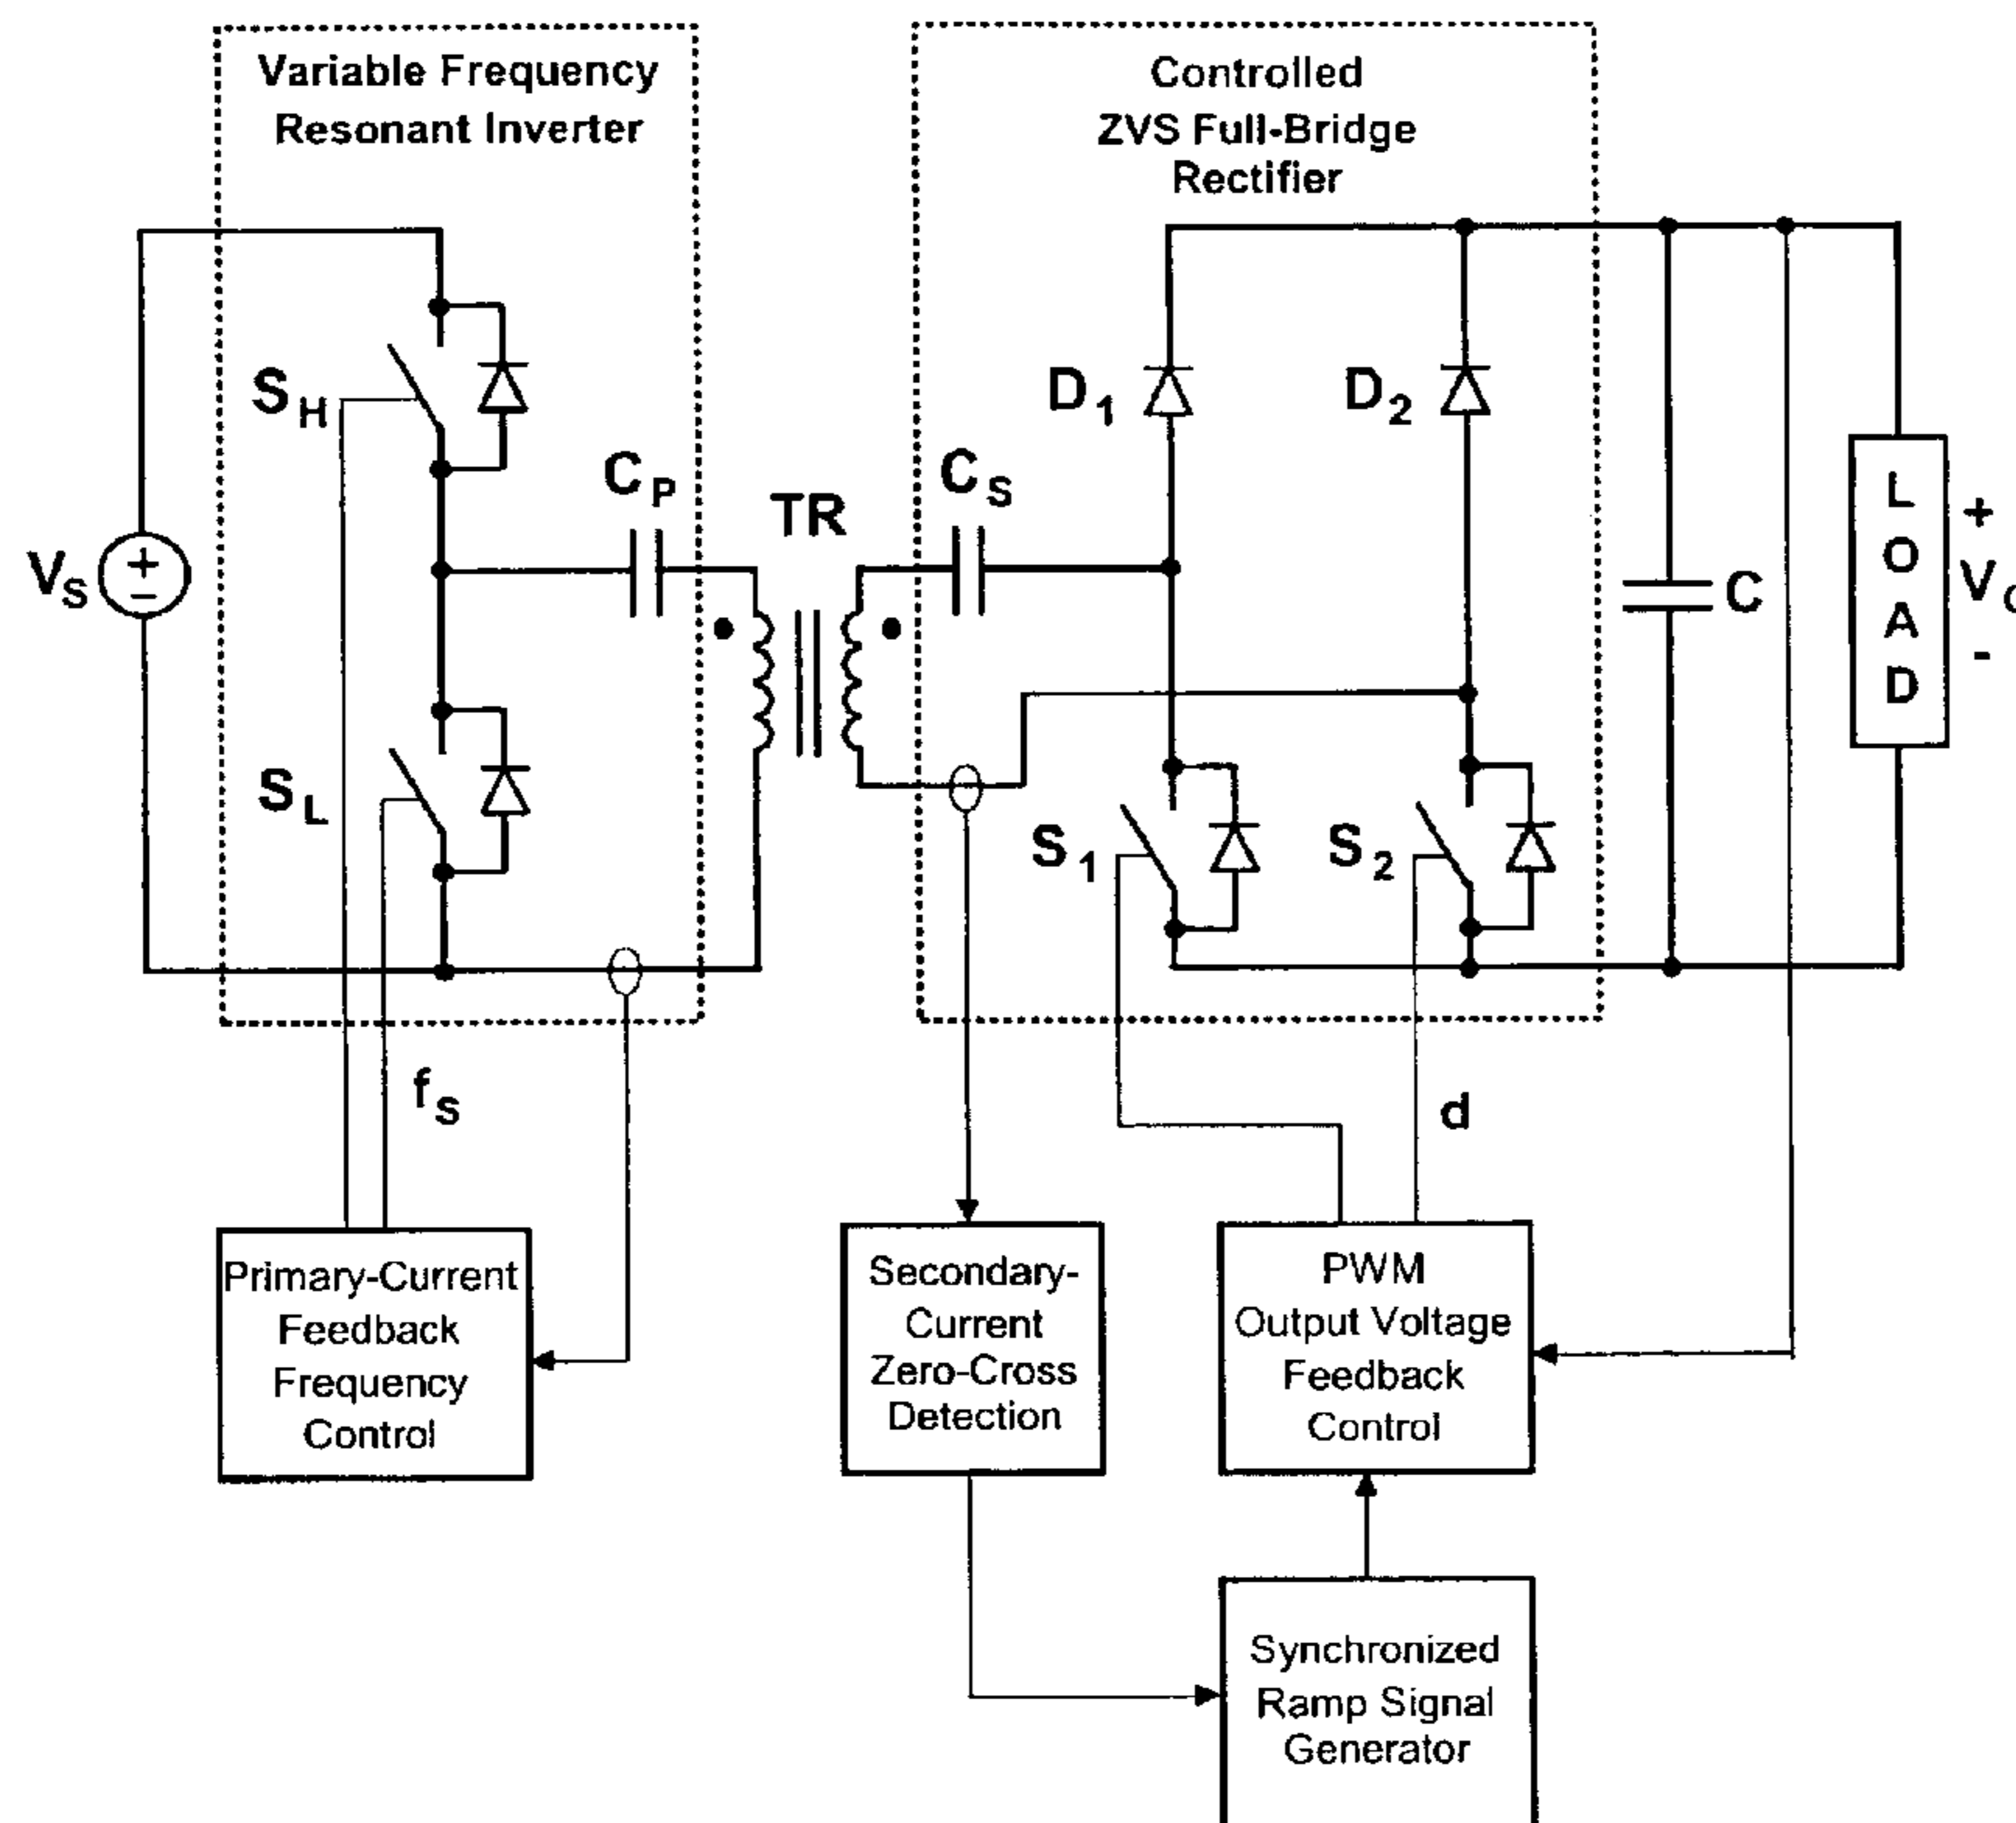 Variable Frequency
Resonant Inverter
Controlled
ZVS Full-Bridge
Rectifier
S H
D 1
D 2
C P
TR
C S
V S
+
−
C
L
O
A
D
+
V
-
S L
S 1
S 2
f S
d
Primary-Current
Feedback
Frequency
Control
Secondary-
Current
Zero-Cross
Detection
PWM
Output Voltage
Feedback
Control
Synchronized
Ramp Signal
Generator